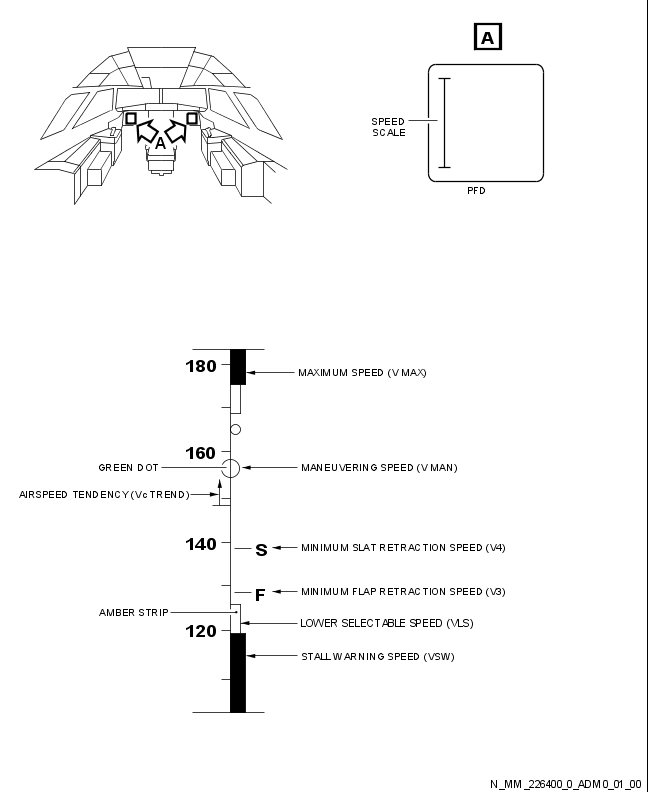 A
A
SPEED
SCALE
PFD
180
MAXIMUM SPEED (V MAX)
160
GREEN DOT
MANEUVERING SPEED (V MAN)
AIRSPEED TENDENCY (Vc TREND)
140
S
MINIMUM SLAT RETRACTION SPEED (V4)
F
MINIMUM FLAP RETRACTION SPEED (V3)
AMBER STRIP
LOWER SELECTABLE SPEED (VLS)
120
STALL WARNING SPEED (VSW)
N_MM_226400_0_ADM0_01_00